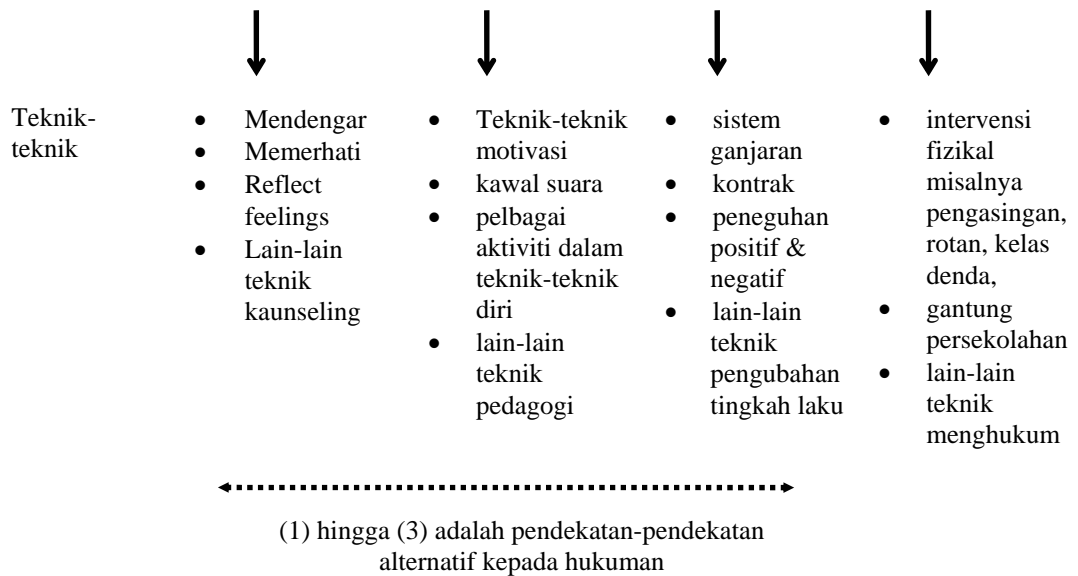 Teknik-
teknik
• Mendengar
• Memerhati
• Reflect
feelings
• Lain-lain
teknik
kaunseling
• Teknik-teknik
motivasi
• kawal suara
• pelbagai
aktiviti dalam
teknik-teknik
diri
• lain-lain
teknik
pedagogi
• sistem
ganjaran
• kontrak
• peneguhan
positif &
negatif
• lain-lain
teknik
pengubahan
tingkah laku
• intervensi
fizikal
misalnya
pengasingan,
rotan, kelas
denda,
• gantung
persekolahan
• lain-lain
teknik
menghukum
(1) hingga (3) adalah pendekatan-pendekatan
alternatif kepada hukuman